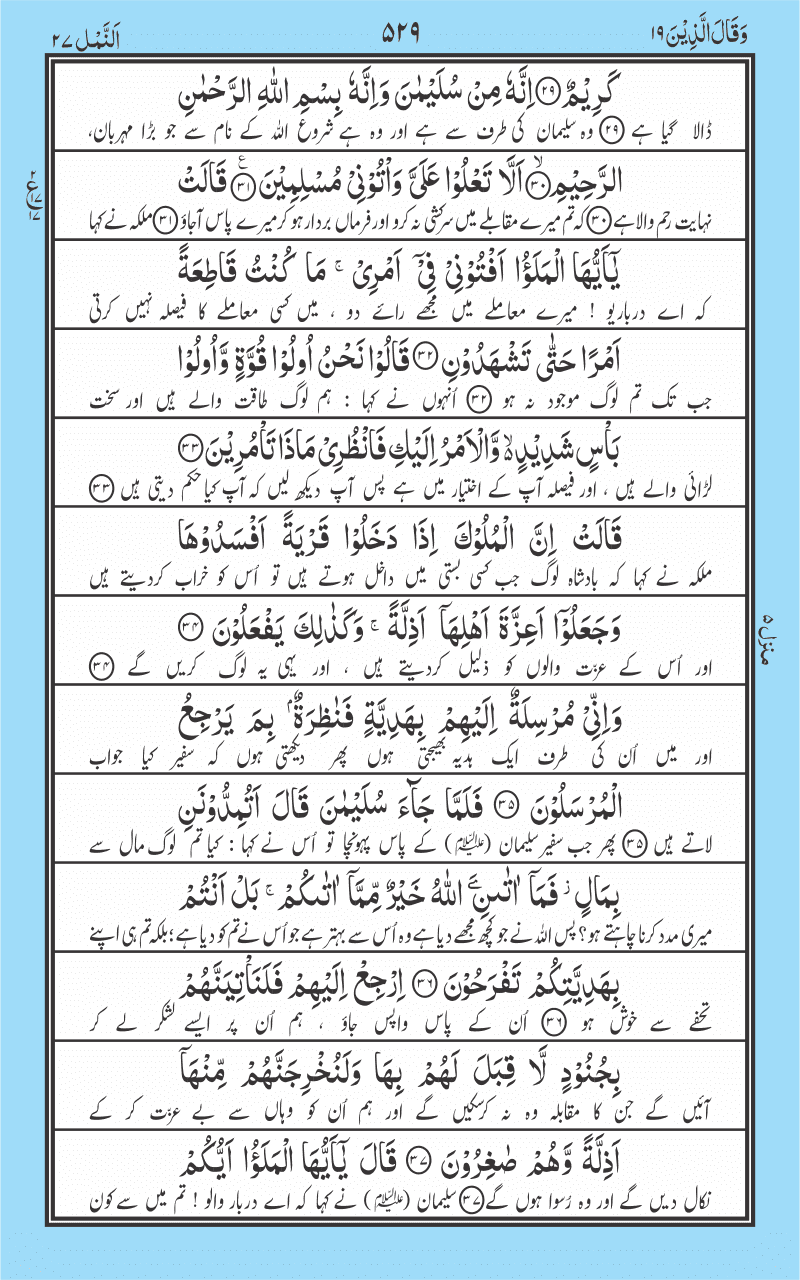 وَقَالَ الَّذِيْنَ ١٩
٥٢٩
اَلنَّمْل ٢٧
كَرِيْمٌ ﴿٢٩﴾ اِنَّهٗ مِنْ سُلَيْمٰنَ وَاِنَّهٗ بِسْمِ اللّٰهِ الرَّحْمٰنِ
ڈالا گیا ہے ﴿٢٩﴾ وہ سلیمان کی طرف سے ہے اور وہ ہے شروع اللہ کے نام سے جو بڑا مہربان،
الرَّحِيْمِ ﴿٣٠﴾ۙ اَلَّا تَعْلُوْا عَلَيَّ وَاْتُوْنِيْ مُسْلِمِيْنَ ﴿٣١﴾ؑ قَالَتْ
نہایت رحم والا ہے ﴿٣٠﴾ کہ تم میرے مقابلے میں سرکشی نہ کرو اور فرماں بردار ہو کر میرے پاس آ جاؤ ﴿٣١﴾ ملکہ نے کہا
يٰۤاَيُّهَا الْمَلَؤُا اَفْتُوْنِيْ فِيْۤ اَمْرِيْ ۚ مَا كُنْتُ قَاطِعَةً
کہ اے درباریو ! میرے معاملے میں مجھے رائے دو ، میں کسی معاملے کا فیصلہ نہیں کرتی
اَمْرًا حَتّٰى تَشْهَدُوْنِ ﴿٣٢﴾ قَالُوْا نَحْنُ اُولُوْا قُوَّةٍ وَّاُولُوْا
جب تک تم لوگ موجود نہ ہو ﴿٣٢﴾ اُنہوں نے کہا : ہم لوگ طاقت والے ہیں اور سخت
بَاْسٍ شَدِيْدٍ ۙ وَّالْاَمْرُ اِلَيْكِ فَانْظُرِيْ مَاذَا تَاْمُرِيْنَ ﴿٣٣﴾
لڑائی والے ہیں ، اور فیصلہ آپ کے اختیار میں ہے پس آپ دیکھ لیں کہ آپ کیا حکم دیتی ہیں ﴿٣٣﴾
قَالَتْ اِنَّ الْمُلُوْكَ اِذَا دَخَلُوْا قَرْيَةً اَفْسَدُوْهَا
ملکہ نے کہا کہ بادشاہ لوگ جب کسی بستی میں داخل ہوتے ہیں تو اُس کو خراب کردیتے ہیں
وَجَعَلُوْۤا اَعِزَّةَ اَهْلِهَاۤ اَذِلَّةً ۚ وَكَذٰلِكَ يَفْعَلُوْنَ ﴿٣٤﴾
اور اُس کے عزّت والوں کو ذلیل کردیتے ہیں ، اور یہی یہ لوگ کریں گے ﴿٣٤﴾
وَاِنِّيْ مُرْسِلَةٌ اِلَيْهِمْ بِهَدِيَّةٍ فَنٰظِرَةٌۢ بِمَ يَرْجِعُ
اور میں اُن کی طرف ایک ہدیہ بھیجتی ہوں پھر دیکھتی ہوں کہ سفیر کیا جواب
الْمُرْسَلُوْنَ ﴿٣٥﴾ فَلَمَّا جَآءَ سُلَيْمٰنَ قَالَ اَتُمِدُّوْنَنِ
لاتے ہیں ﴿٣٥﴾ پھر جب سفیر سلیمان (علیہ السلام) کے پاس پہونچا تو اُس نے کہا : کیا تم لوگ مال سے
بِمَالٍ ۫ فَمَاۤ اٰتٰىنِۦَ اللّٰهُ خَيْرٌ مِّمَّاۤ اٰتٰىكُمْ ۚ بَلْ اَنْتُمْ
میری مدد کرنا چاہتے ہو؟ پس اللہ نے جو کچھ مجھے دیا ہے وہ اُس سے بہتر ہے جو اُس نے تم کو دیا ہے؛ بلکہ تم ہی اپنے
بِهَدِيَّتِكُمْ تَفْرَحُوْنَ ﴿٣٦﴾ اِرْجِعْ اِلَيْهِمْ فَلَنَاْتِيَنَّهُمْ
تحفے سے خوش ہو ﴿٣٦﴾ اُن کے پاس واپس جاؤ ، ہم اُن پر ایسے لشکر لے کر
بِجُنُوْدٍ لَّا قِبَلَ لَهُمْ بِهَا وَلَنُخْرِجَنَّهُمْ مِّنْهَاۤ
آئیں گے جن کا مقابلہ وہ نہ کرسکیں گے اور ہم اُن کو وہاں سے بے عزت کر کے
اَذِلَّةً وَّهُمْ صٰغِرُوْنَ ﴿٣٧﴾ قَالَ يٰۤاَيُّهَا الْمَلَؤُا اَيُّكُمْ
نکال دیں گے اور وہ رُسوا ہوں گے ﴿٣٧﴾ سلیمان (علیہ السلام) نے کہا کہ اے دربار والو ! تم میں سے کون
منزل ٥